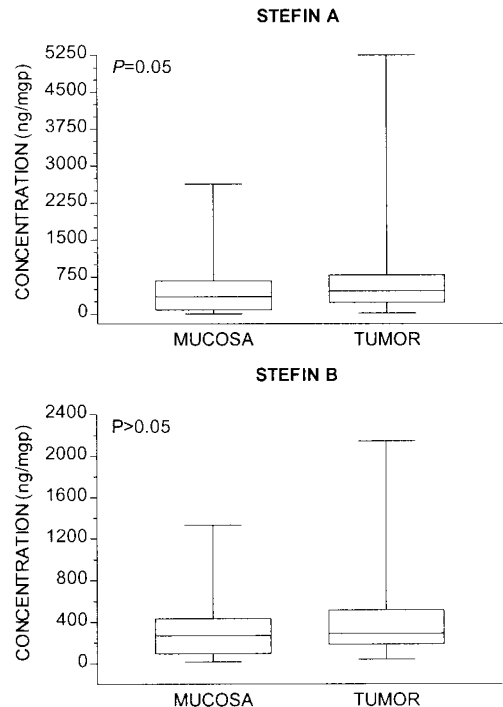 STEFIN A
CONCENTRATION (ng/mgp)
5250
4500
3750
3000
2250
1500
750
0
P=0.05
MUCOSA TUMOR
STEFIN B
CONCENTRATION (ng/mgp)
2400
2000
1600
1200
800
400
0
P>0.05
MUCOSA TUMOR